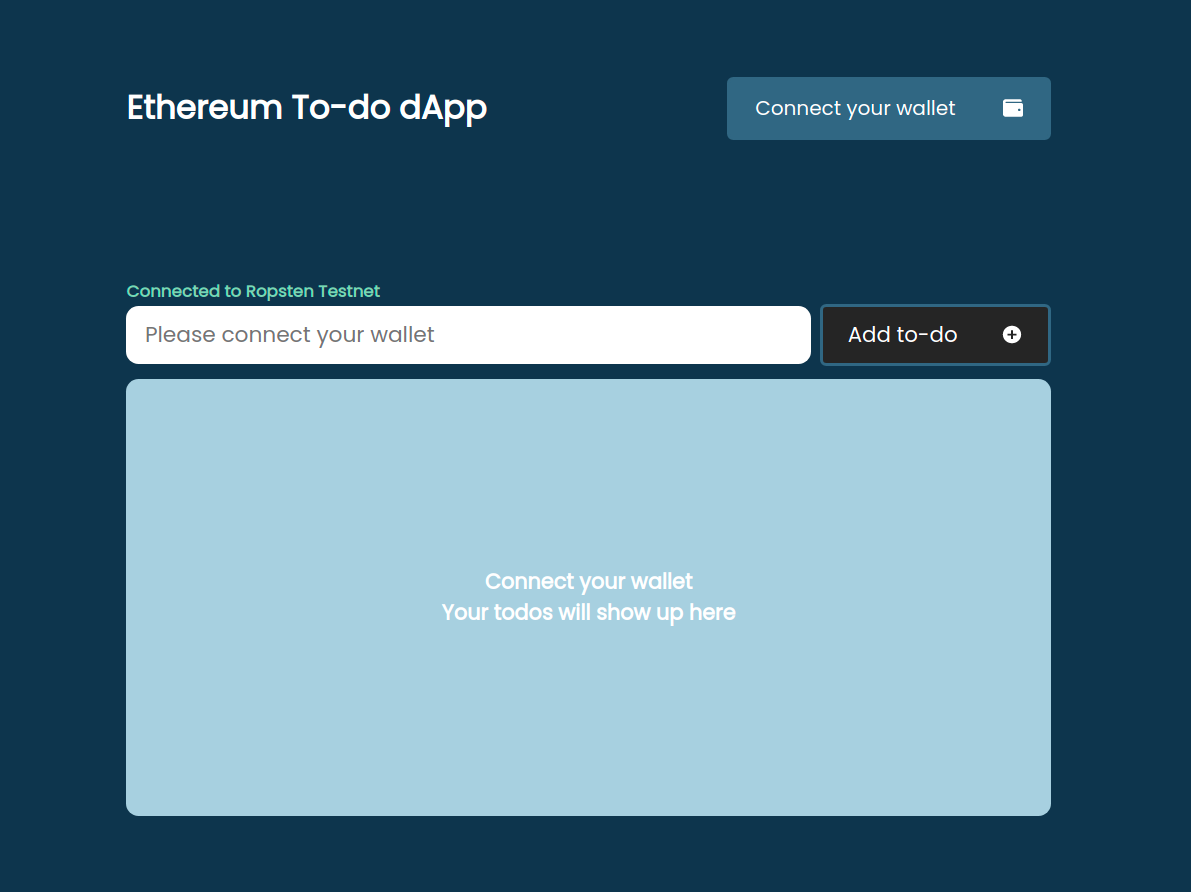 Ethereum To-do dApp
Connect your wallet
Connected to Ropsten Testnet
Please connect your wallet
Add to-do
Connect your wallet
Your todos will show up here